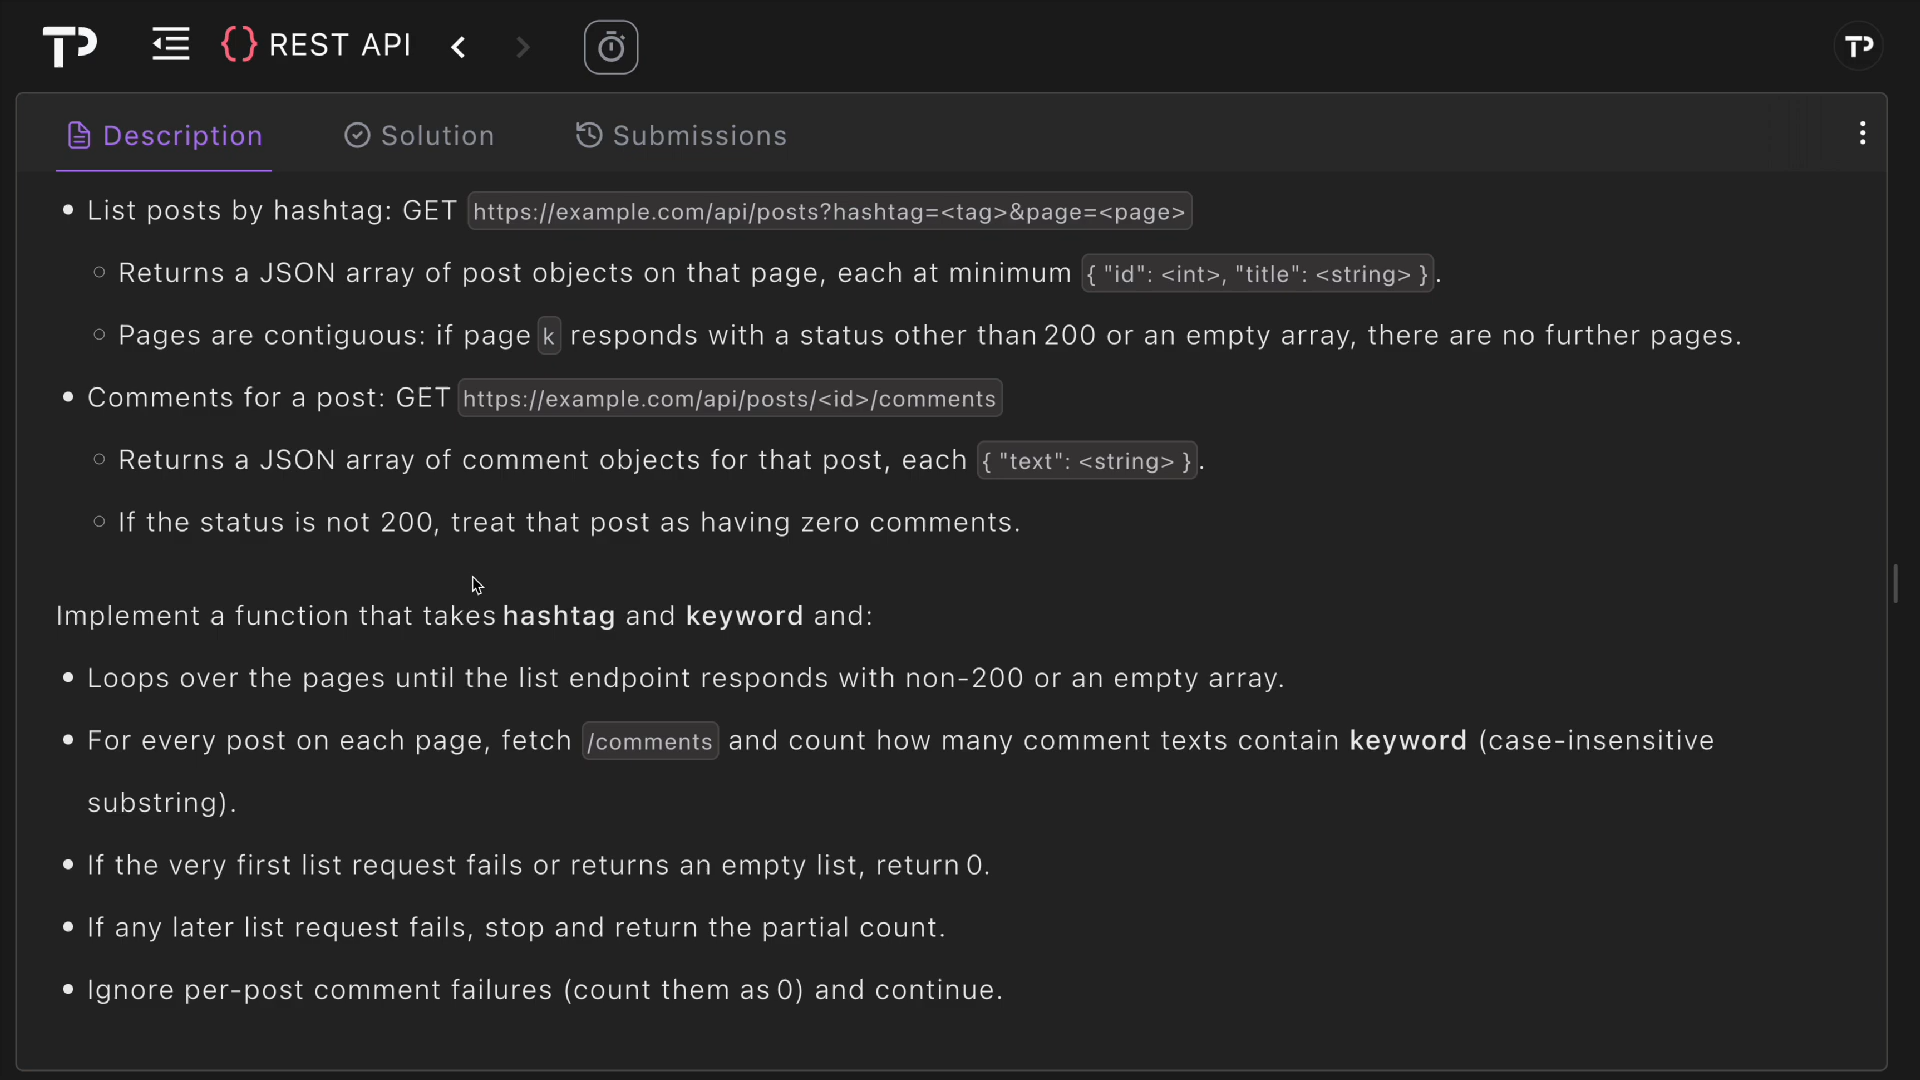 TP {} REST API TP
Description Solution Submissions
• List posts by hashtag: GET https://example.com/api/posts?hashtag=<tag>&page=<page>
○ Returns a JSON array of post objects on that page, each at minimum { "id": <int>, "title": <string> }.
○ Pages are contiguous: if page k responds with a status other than 200 or an empty array, there are no further pages.
• Comments for a post: GET https://example.com/api/posts/<id>/comments
○ Returns a JSON array of comment objects for that post, each { "text": <string> }.
○ If the status is not 200, treat that post as having zero comments.
Implement a function that takes hashtag and keyword and:
• Loops over the pages until the list endpoint responds with non-200 or an empty array.
• For every post on each page, fetch /comments and count how many comment texts contain keyword (case-insensitive
substring).
• If the very first list request fails or returns an empty list, return 0.
• If any later list request fails, stop and return the partial count.
• Ignore per-post comment failures (count them as 0) and continue.